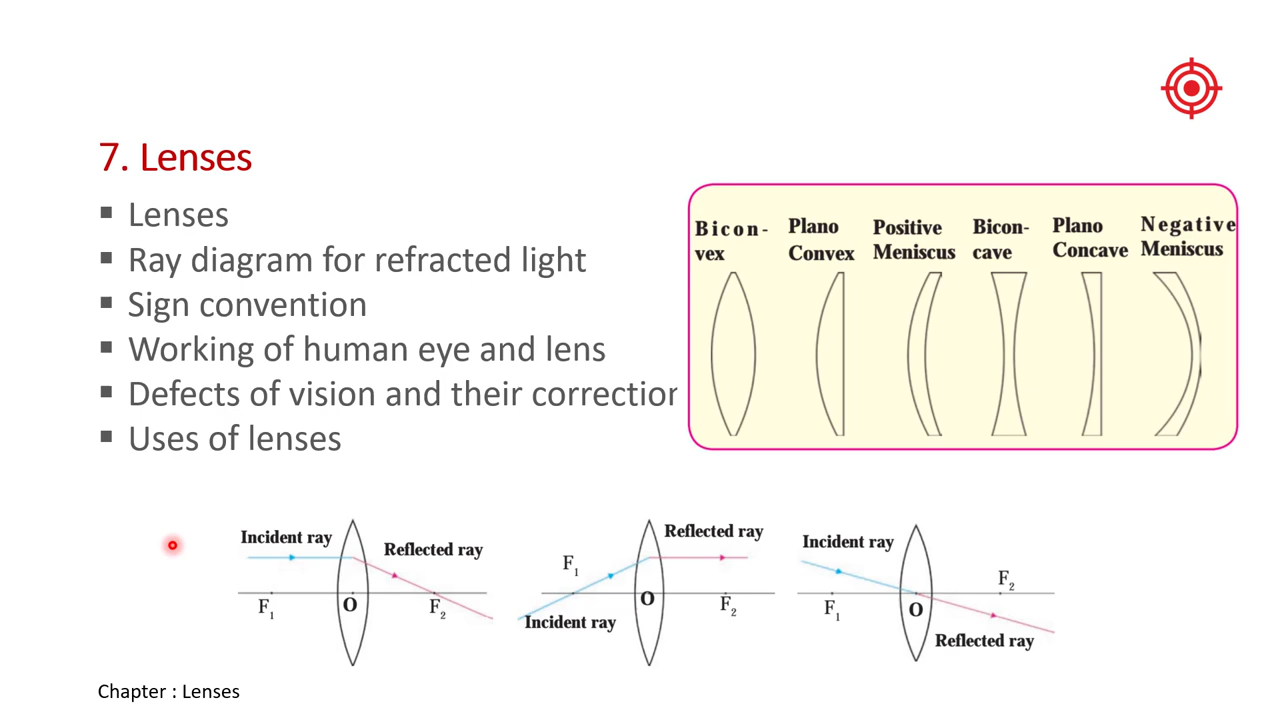 7. Lenses
Lenses
Ray diagram for refracted light
Sign convention
Working of human eye and lens
Defects of vision and their correction
Uses of lenses
Bicon- Plano Positive Bicon- Plano Negative
vex Convex Meniscus cave Concave Meniscus
Incident ray
Reflected ray
F1 O F2
Reflected ray
F1
O F2
Incident ray
Incident ray
F2
F1 O
Reflected ray
Chapter : Lenses